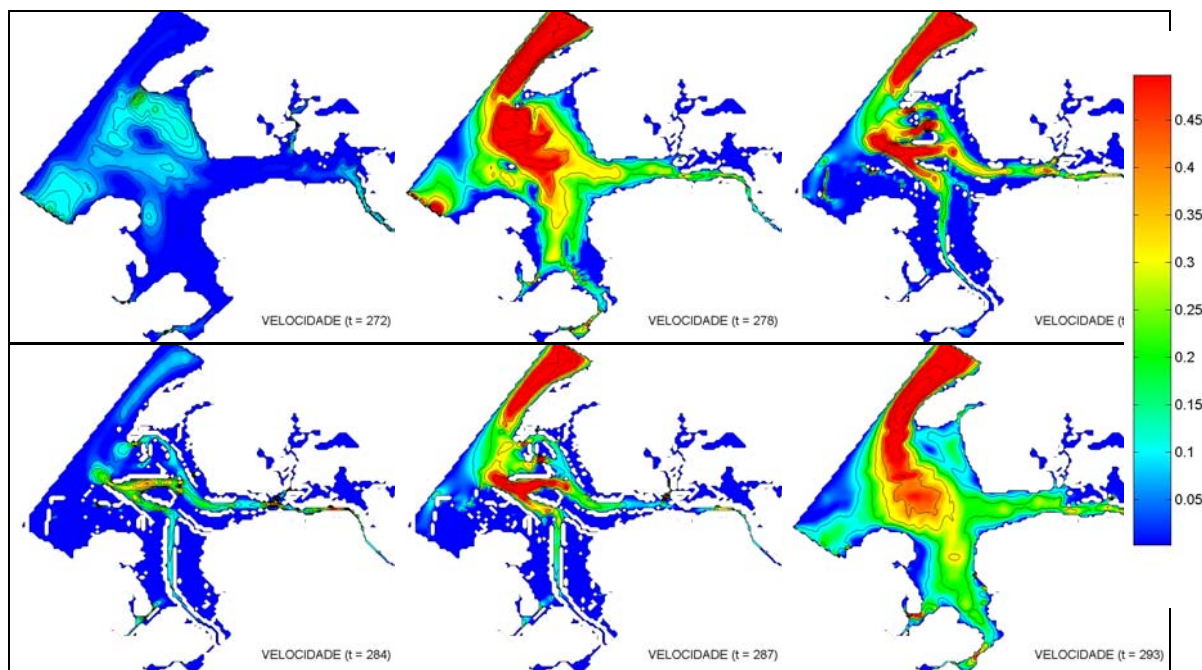 VELOCIDADE (t = 272)
VELOCIDADE (t = 278)
VELOCIDADE (t
0.45
0.4
0.35
0.3
0.25
0.2
0.15
0.1
0.05
VELOCIDADE (t = 284)
VELOCIDADE (t = 287)
VELOCIDADE (t = 293)